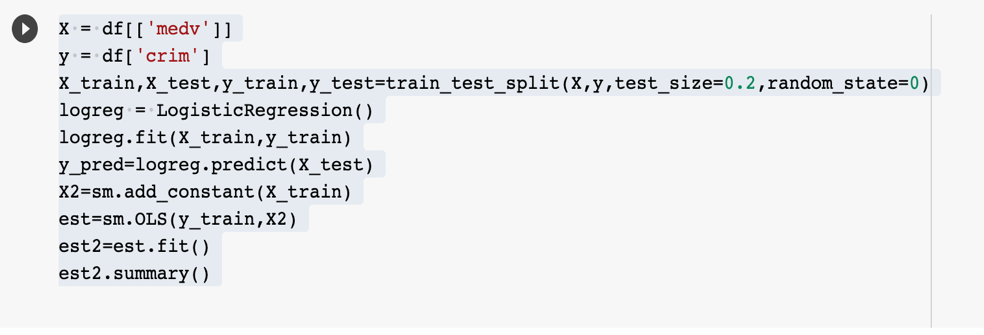 X = df[['medv']]
y = df['crim']
X_train,X_test,y_train,y_test=train_test_split(X,y,test_size=0.2,random_state=0)
logreg = LogisticRegression()
logreg.fit(X_train,y_train)
y_pred=logreg.predict(X_test)
X2=sm.add_constant(X_train)
est=sm.OLS(y_train,X2)
est2=est.fit()
est2.summary()